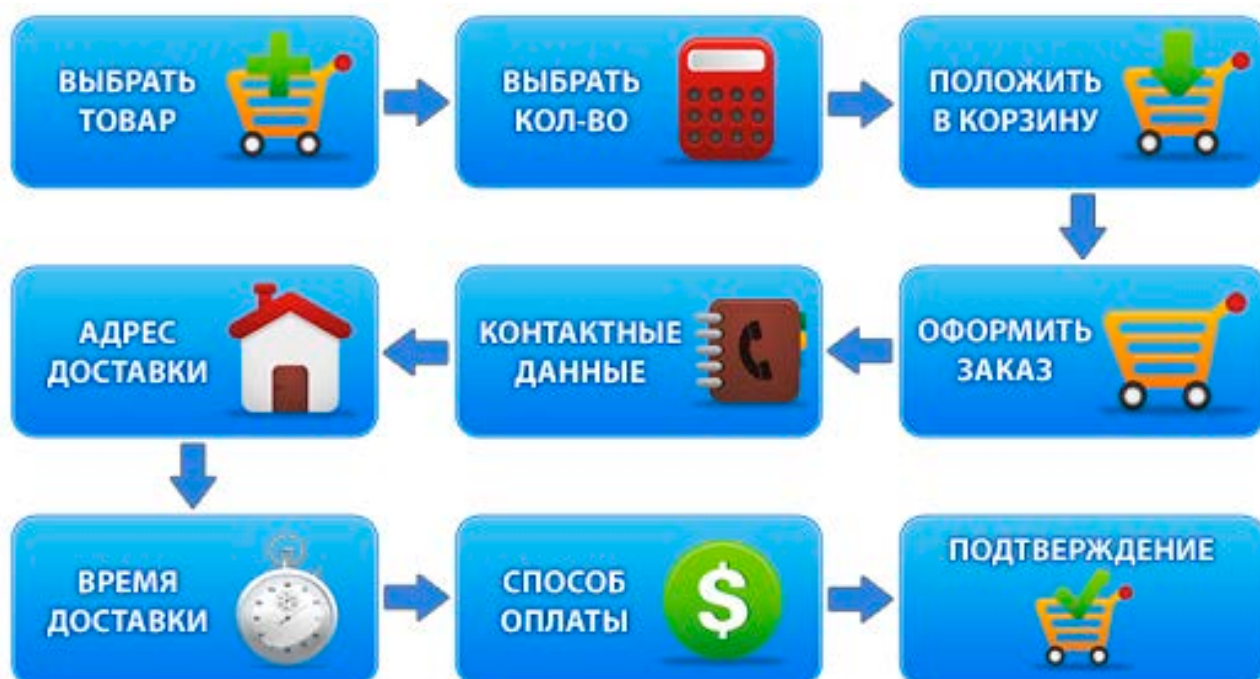 ВЫБРАТЬ
ТОВАР
ВЫБРАТЬ
КОЛ-ВО
ПОЛОЖИТЬ
В КОРЗИНУ
ОФОРМИТЬ
ЗАКАЗ
КОНТАКТНЫЕ
ДАННЫЕ
АДРЕС
ДОСТАВКИ
ВРЕМЯ
ДОСТАВКИ
СПОСОБ
ОПЛАТЫ
$
ПОДТВЕРЖДЕНИЕ